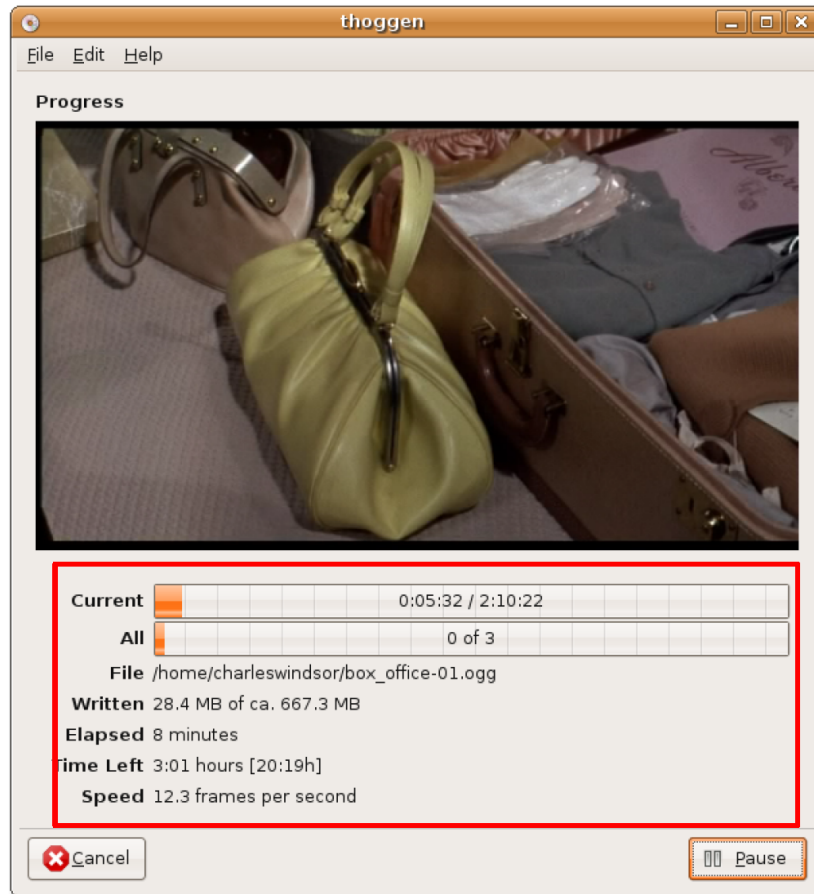 thoggen
File Edit Help
Progress
Alber
Current 0:05:32 / 2:10:22
All 0 of 3
File /home/charleswindsor/box_office-01.ogg
Written 28.4 MB of ca. 667.3 MB
Elapsed 8 minutes
Time Left 3:01 hours [20:19h]
Speed 12.3 frames per second
Cancel Pause